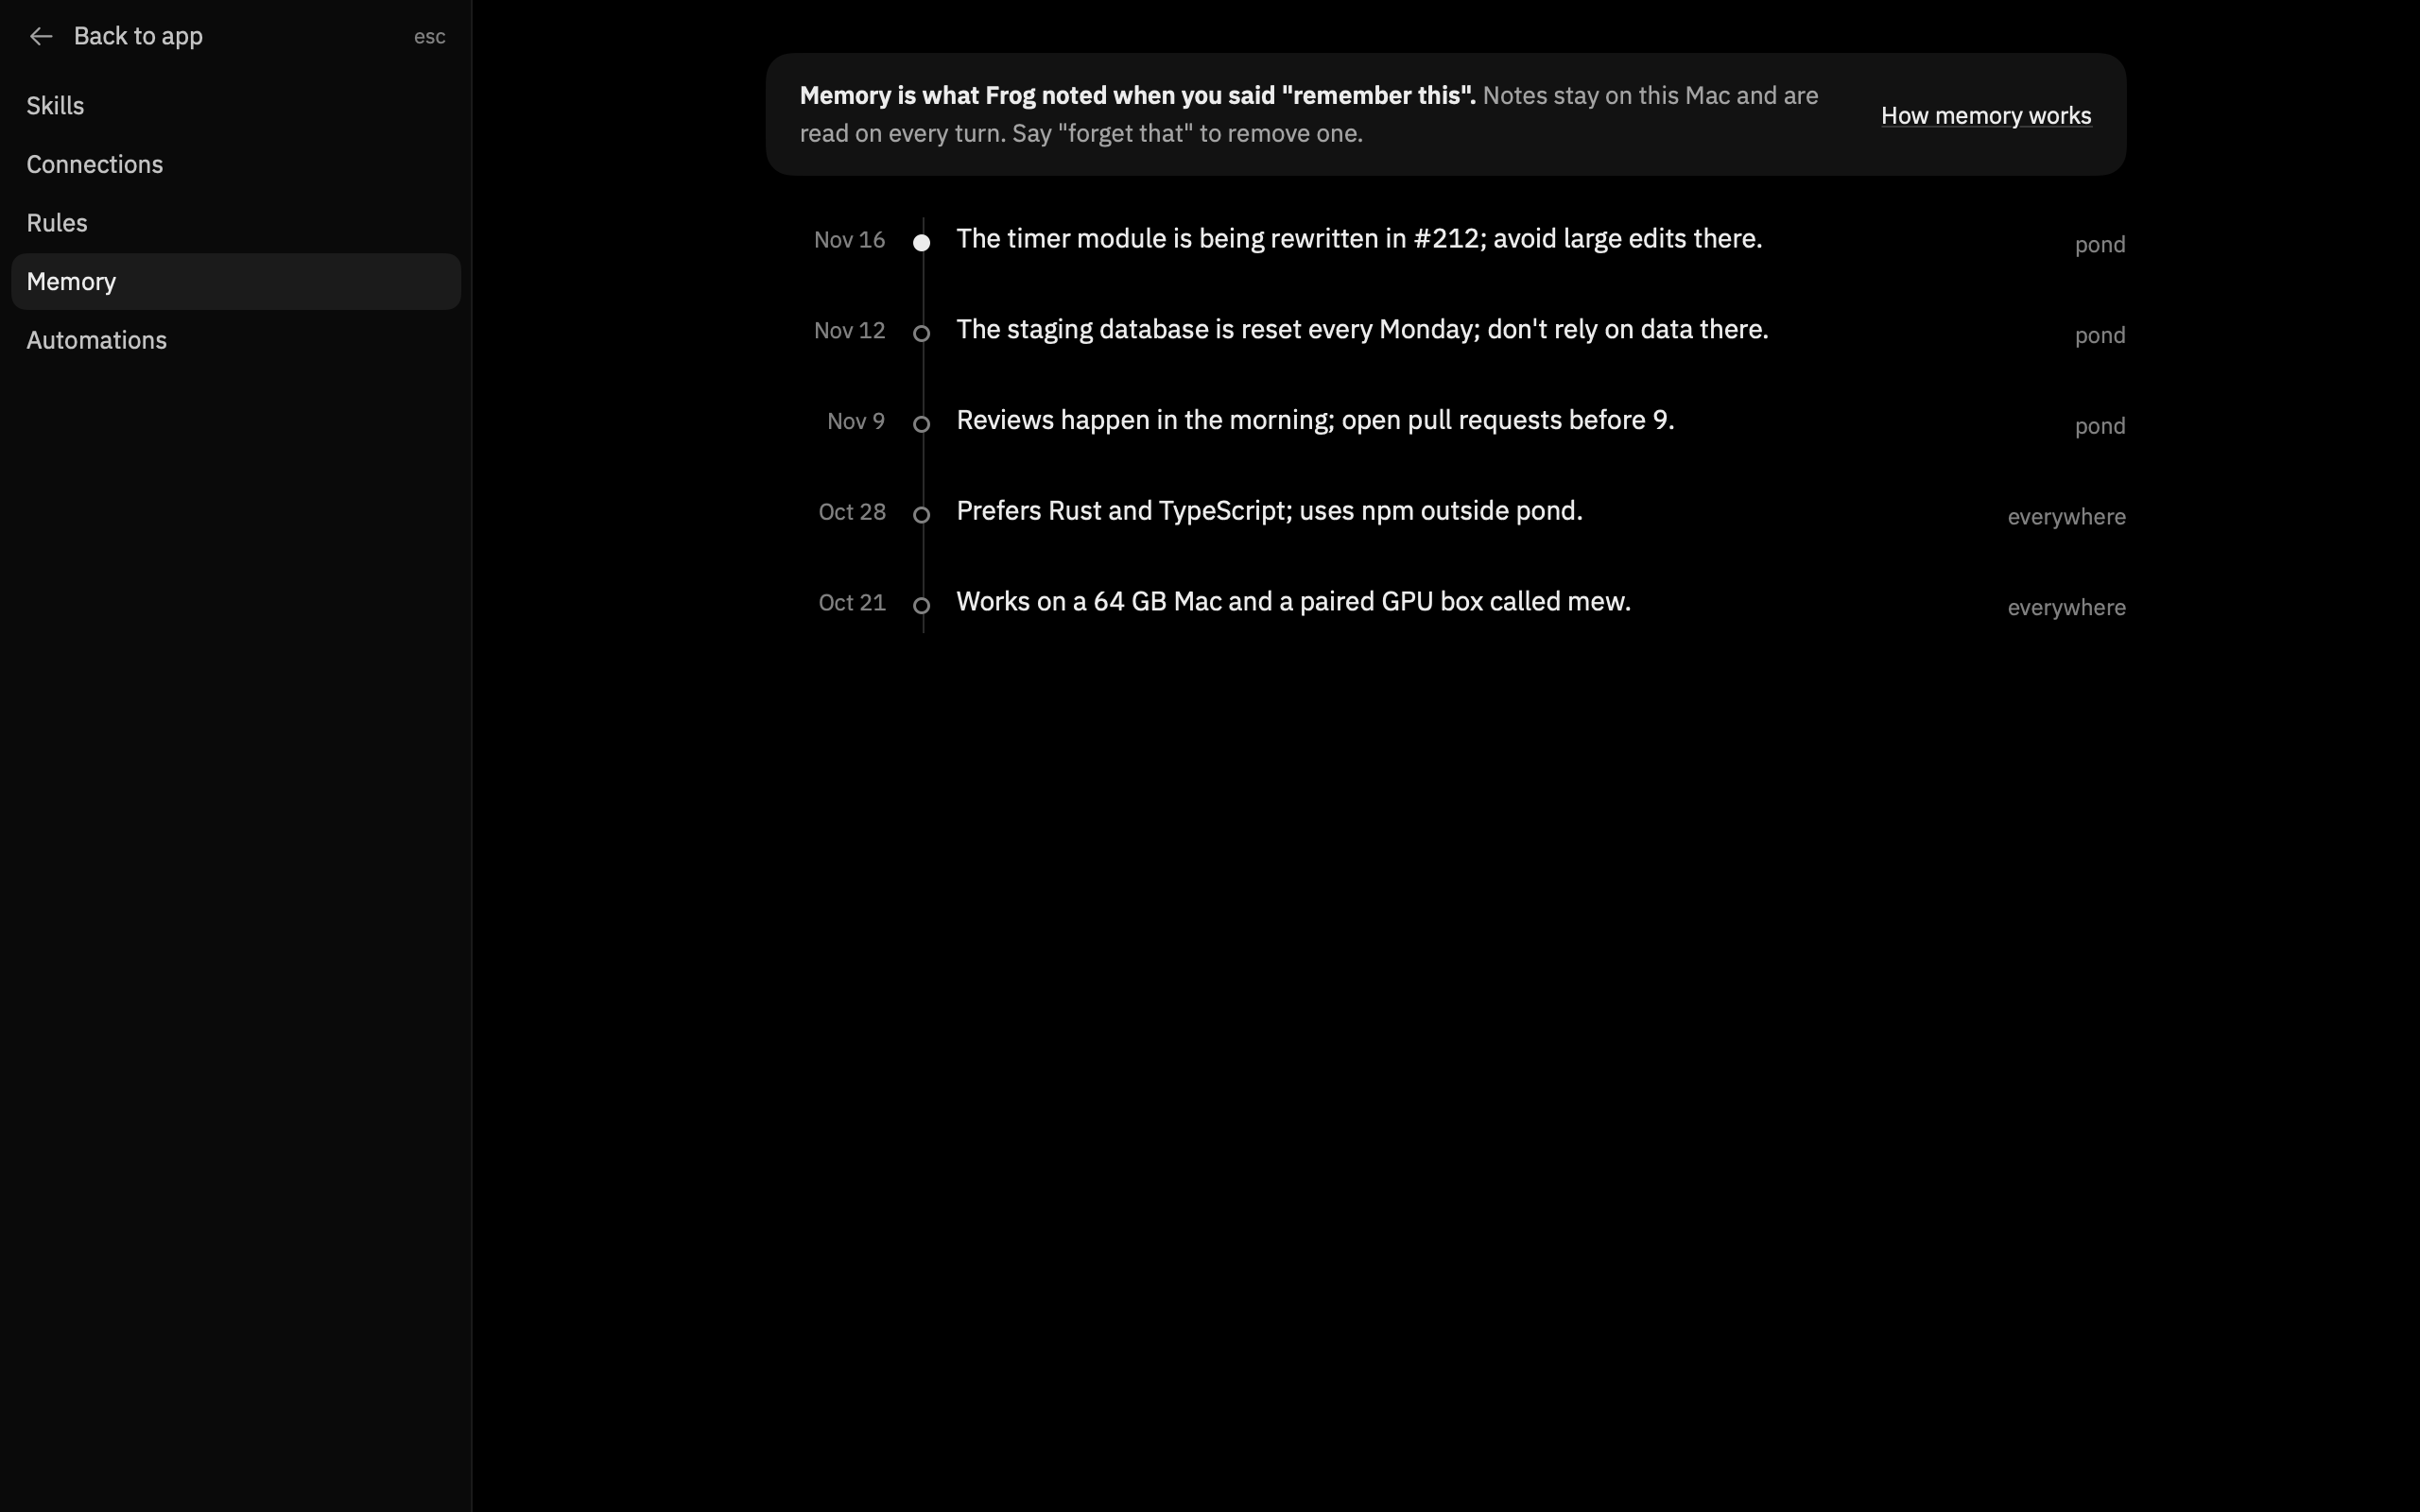 Back to app esc
Skills
Connections
Rules
Memory
Automations
Memory is what Frog noted when you said "remember this". Notes stay on this Mac and are
read on every turn. Say "forget that" to remove one.
How memory works
Nov 16 The timer module is being rewritten in #212; avoid large edits there. pond
Nov 12 The staging database is reset every Monday; don't rely on data there. pond
Nov 9 Reviews happen in the morning; open pull requests before 9. pond
Oct 28 Prefers Rust and TypeScript; uses npm outside pond. everywhere
Oct 21 Works on a 64 GB Mac and a paired GPU box called mew. everywhere